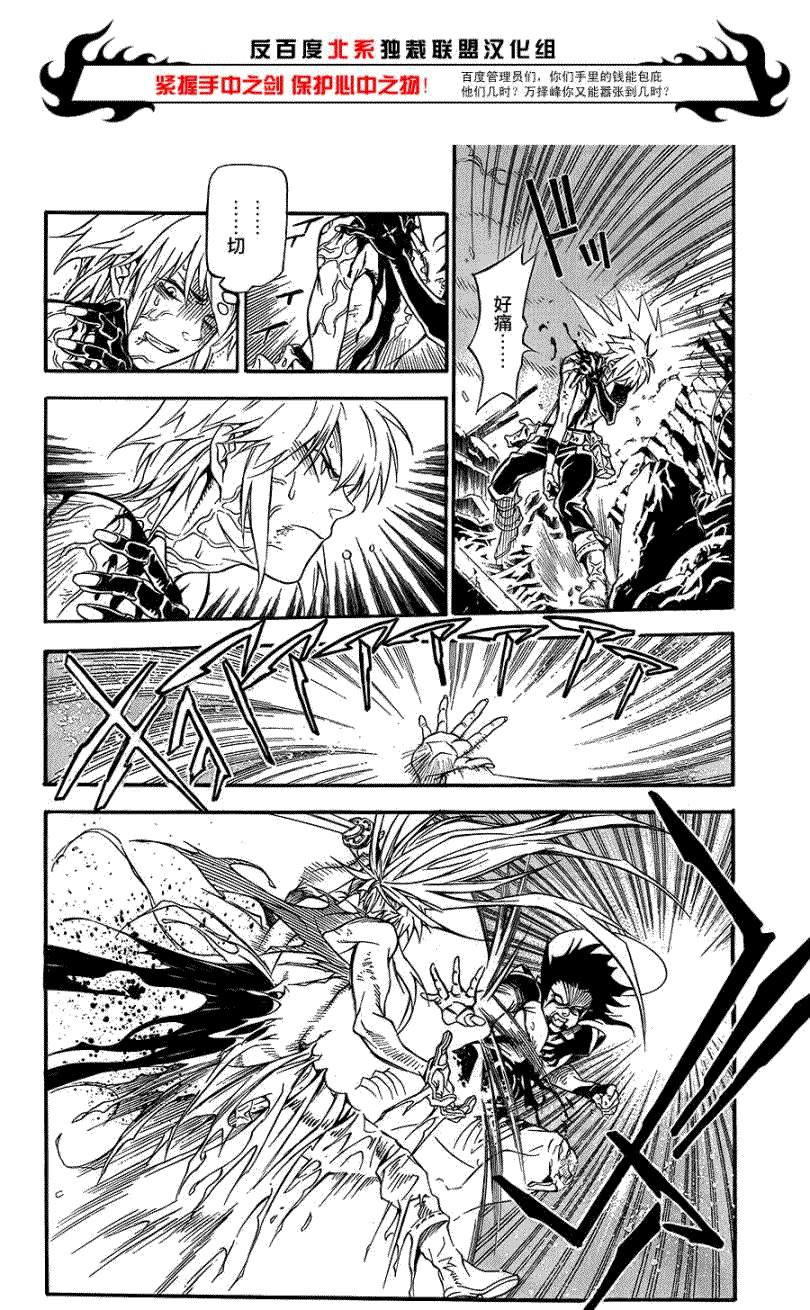 反百度北系独裁联盟汉化组
紧握手中之剑 保护心中之物!
百度管理员们，你们手里的钱能包庇
他们几时？万择峰你又能嚣张到几时？
ドッ
好痛……
……
……切